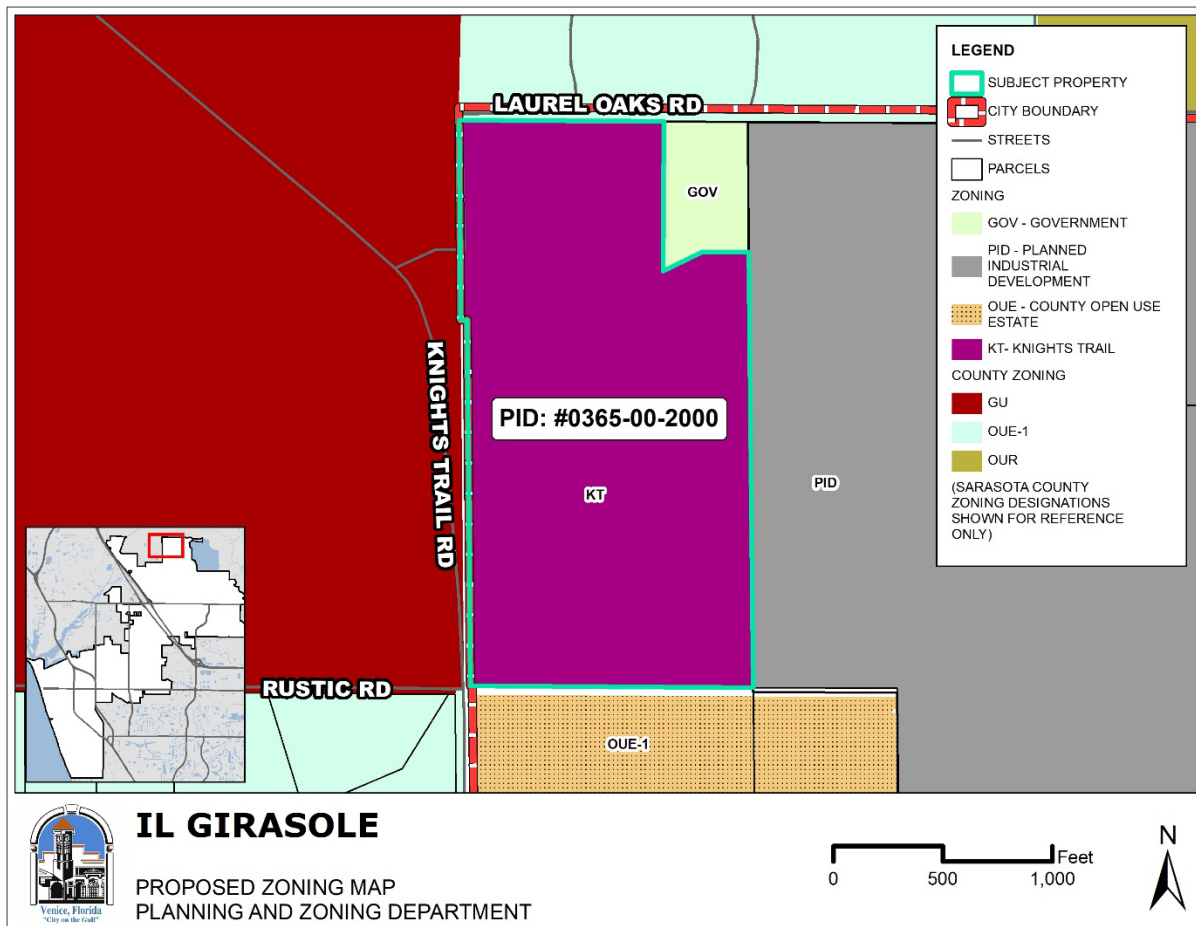 LAUREL OAKS RD
GOV
KNIGHTS TRAIL RD
PID: #0365-00-2000
KT
PID
RUSTIC RD
OUE-1
LEGEND
SUBJECT PROPERTY
CITY BOUNDARY
STREETS
PARCELS
ZONING
GOV - GOVERNMENT
PID - PLANNED
INDUSTRIAL
DEVELOPMENT
OUE - COUNTY OPEN USE
ESTATE
KT- KNIGHTS TRAIL
COUNTY ZONING
GU
OUE-1
OUR
(SARASOTA COUNTY
ZONING DESIGNATIONS
SHOWN FOR REFERENCE
ONLY)
Venice, Florida
"City on the Gulf"
IL GIRASOLE
PROPOSED ZONING MAP
PLANNING AND ZONING DEPARTMENT
Feet
0 500 1,000
N